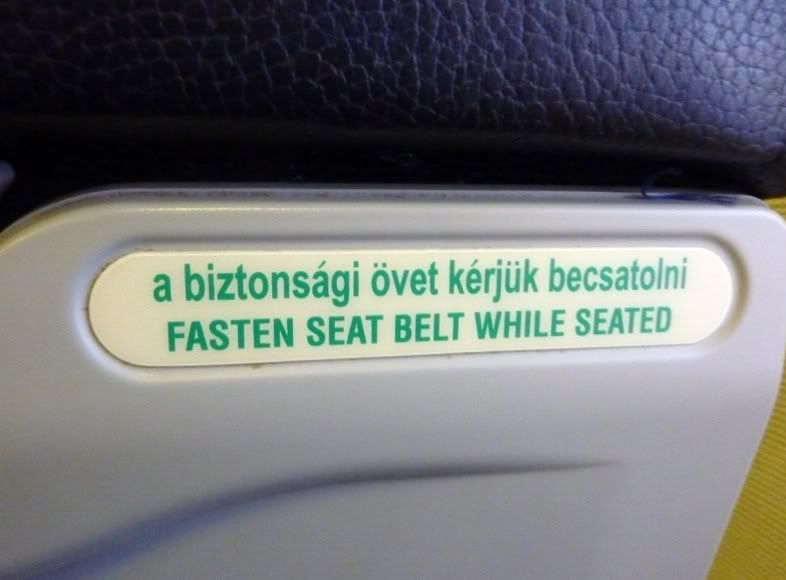 a biztonsági övet kérjük becsatolni
FASTEN SEAT BELT WHILE SEATED